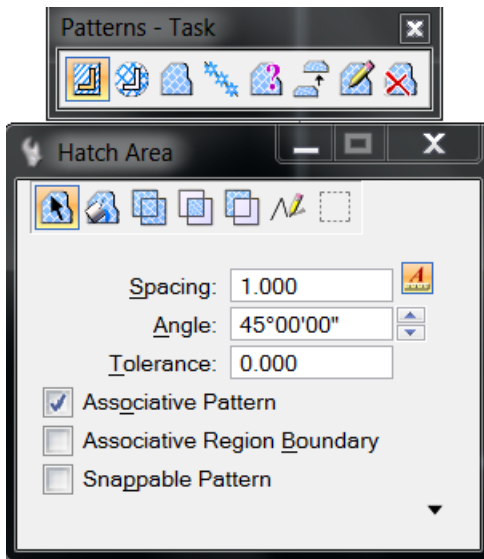 Patterns - Task
Hatch Area
Spacing: 1.000
Angle: 45°00'00"
Tolerance: 0.000
Associative Pattern
Associative Region Boundary
Snappable Pattern